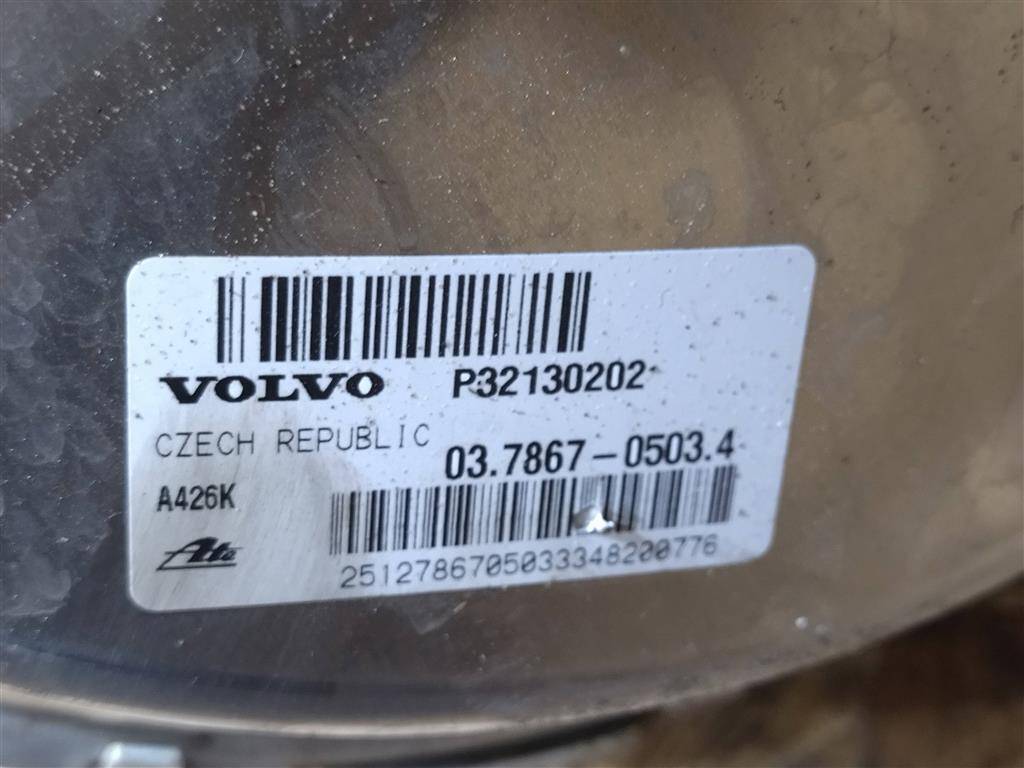 VOLVO P32130202
CZECH REPUBLIC
03.7867-0503.4
A426K
Ate
2512786705033348200776